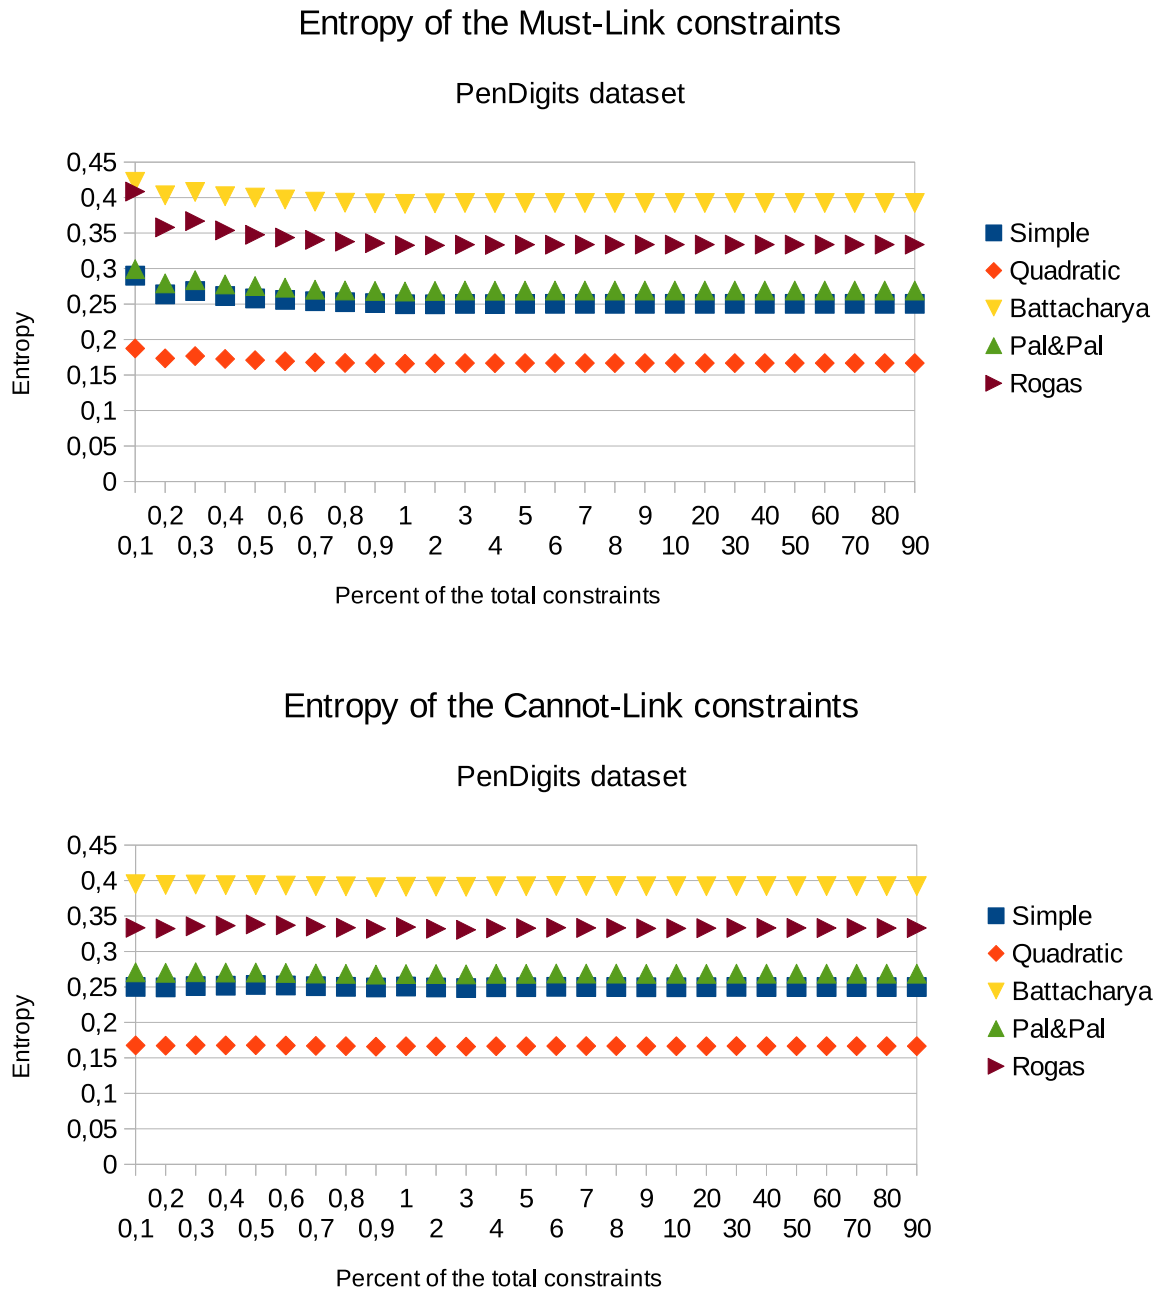 Entropy of the Must-Link constraints
PenDigits dataset
0,45
0,4
0,35
0,3
0,25
0,2
0,15
0,1
0,05
0
Entropy
0,2 0,4 0,6 0,8 1 3 5 7 9 20 40 60 80
0,1 0,3 0,5 0,7 0,9 2 4 6 8 10 30 50 70 90
Percent of the total constraints
Simple
Quadratic
Battacharya
Pal&Pal
Rogas
Entropy of the Cannot-Link constraints
PenDigits dataset
0,45
0,4
0,35
0,3
0,25
0,2
0,15
0,1
0,05
0
Entropy
0,2 0,4 0,6 0,8 1 3 5 7 9 20 40 60 80
0,1 0,3 0,5 0,7 0,9 2 4 6 8 10 30 50 70 90
Percent of the total constraints
Simple
Quadratic
Battacharya
Pal&Pal
Rogas